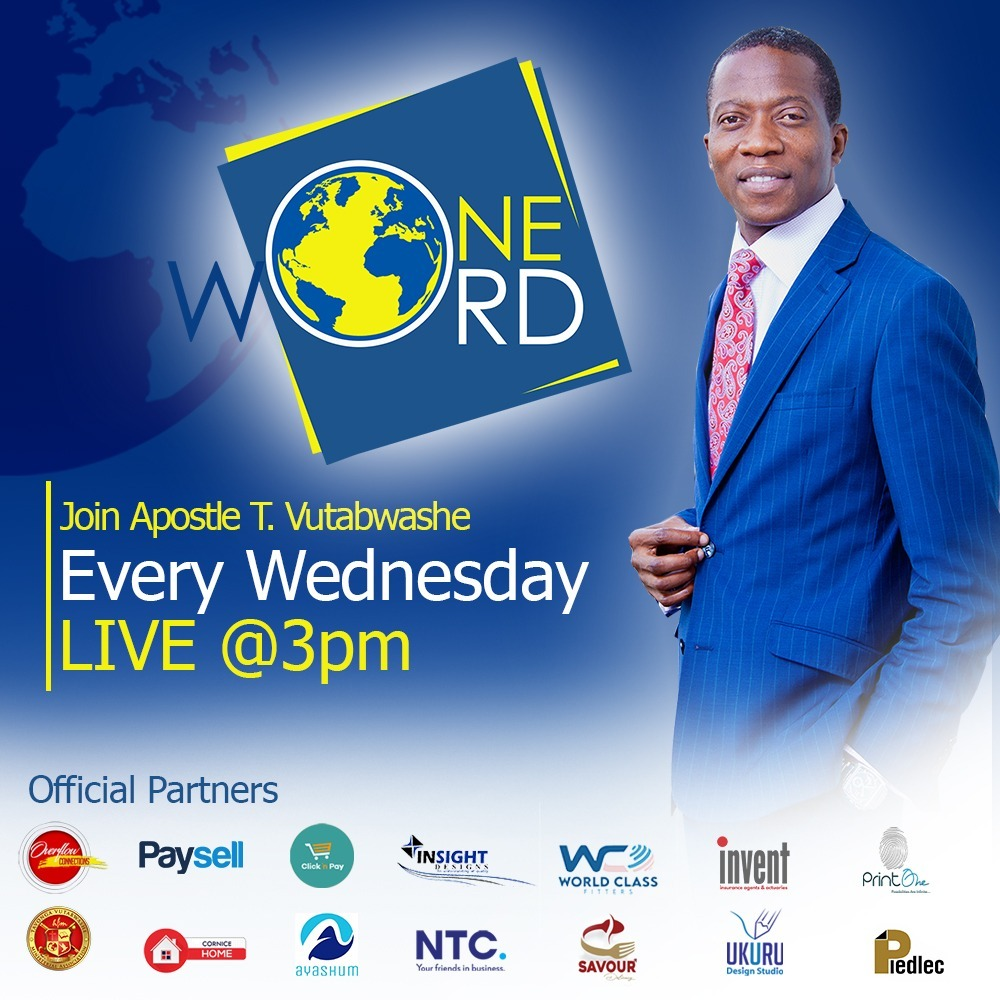 ONE
WORD
Join Apostle T. Vutabwashe
Every Wednesday
LIVE @3pm
Official Partners
Overflow
CONNECTIONS
Paysell
Click n Pay
INSIGHT
DESIGNS
WC
WORLD CLASS
FITTERS
invent
insurance agents & actuaries
PrintOne
CORNICE
HOME
AYASHUM
NTC.
Your friends in business.
SAVOUR
UKURU
Design Studio
Piedlec